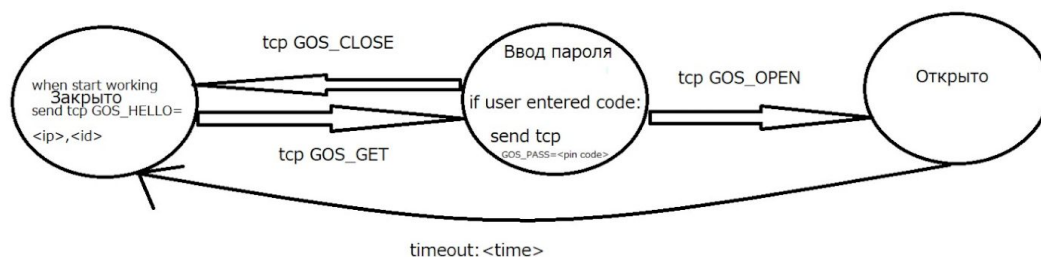 tcp GOS_CLOSE
when start working
Закрыто
send tcp GOS_HELLO=
<ip>,<id>
tcp GOS_GET
Ввод пароля
if user entered code:
send tcp
GOS_PASS=<pin code>
tcp GOS_OPEN
Открыто
timeout:<time>